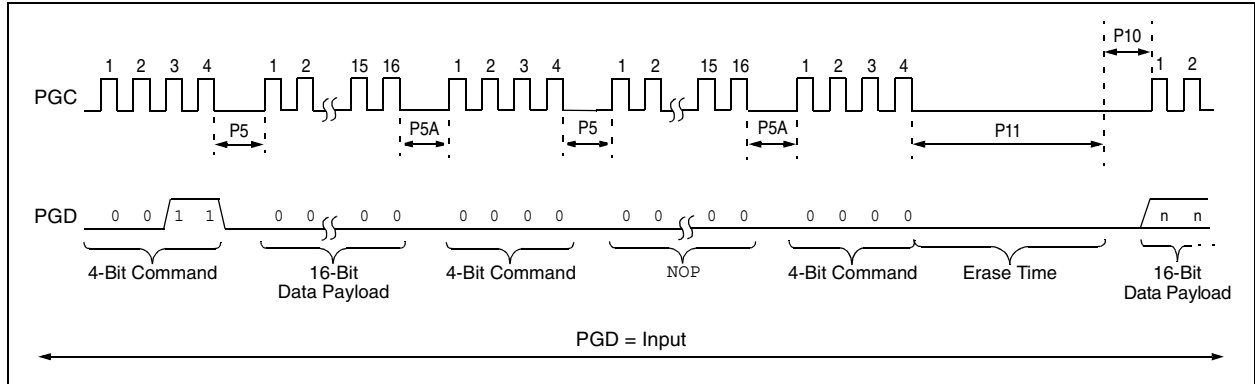 P10
1 2 3 4 1 2 15 16 1 2 3 4 1 2 15 16 1 2 3 4 1 2
PGC
P5 P5A P5 P5A P11
PGD 0 0 1 1 0 0 0 0 0 0 0 0 0 0 0 0 0 0 0 0 n n
4-Bit Command 16-Bit 4-Bit Command NOP 4-Bit Command Erase Time 16-Bit
Data Payload Data Payload
PGD = Input